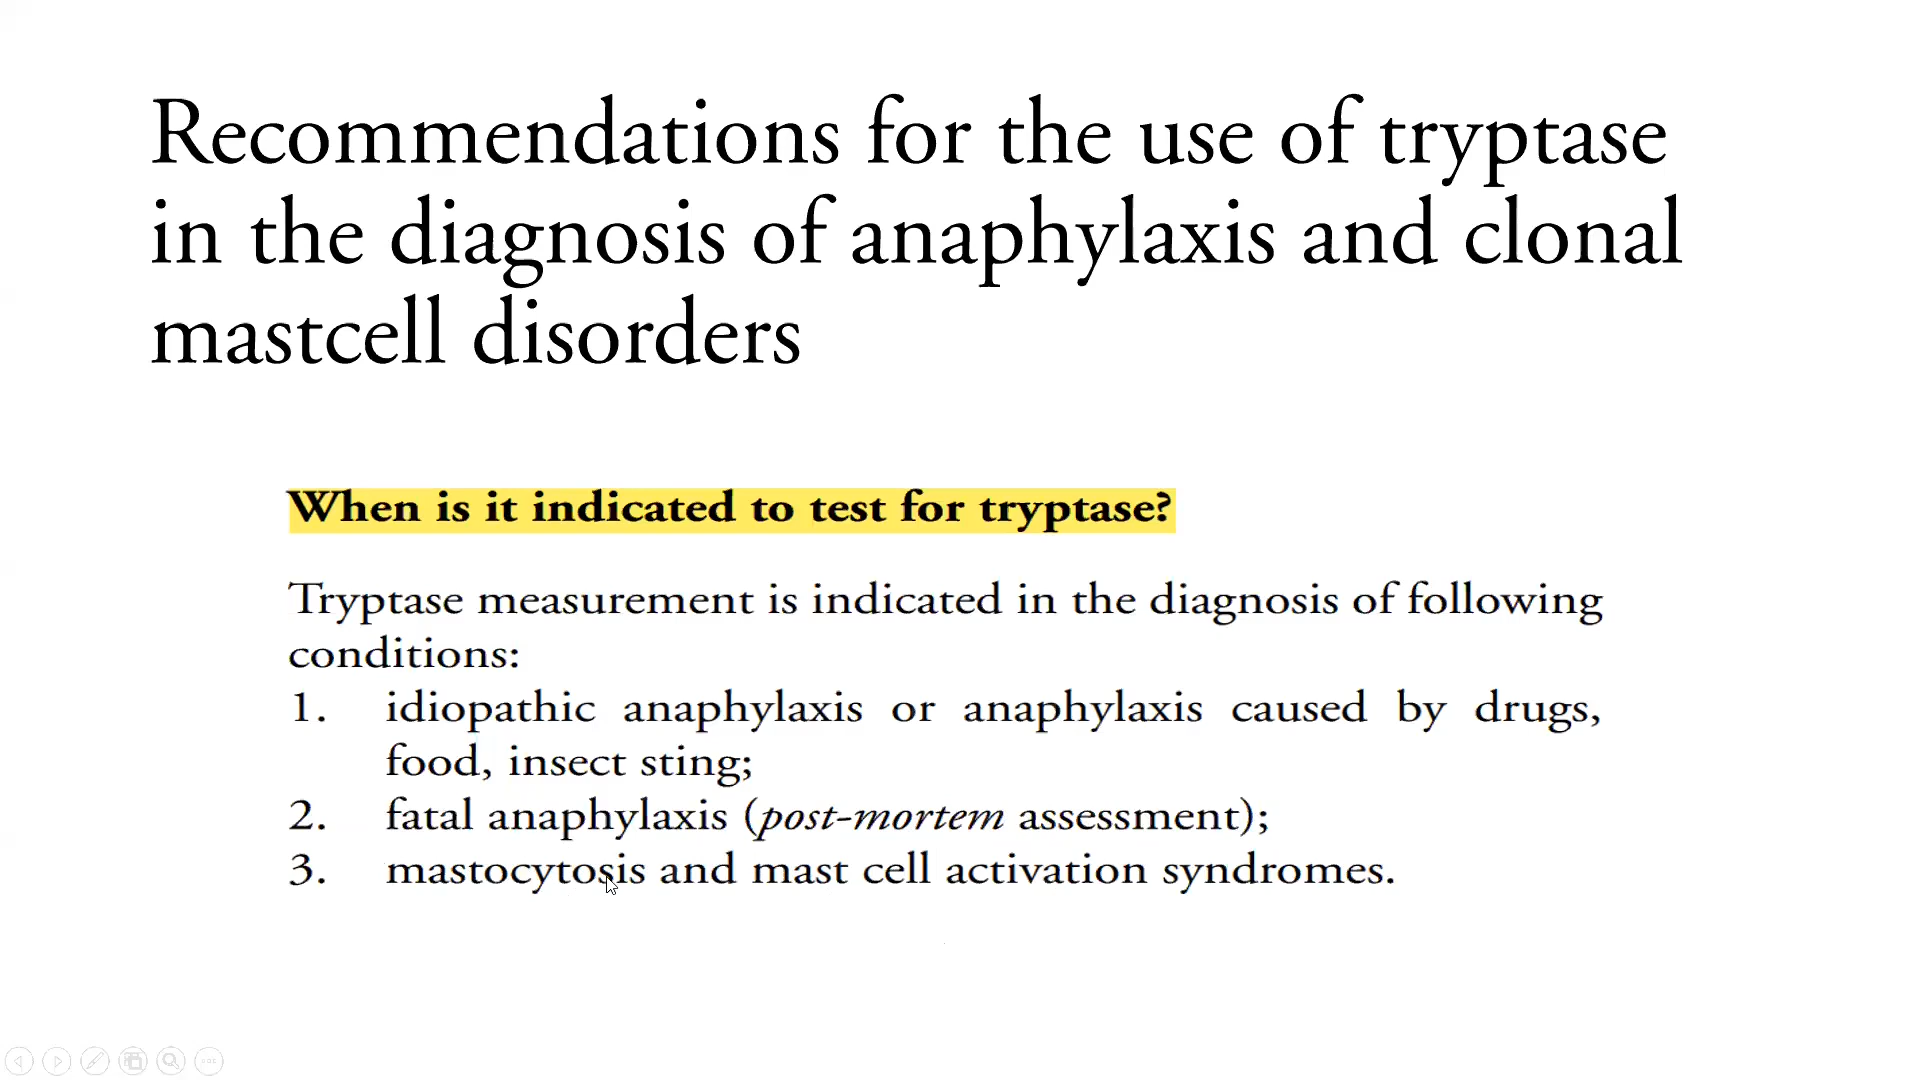 Recommendations for the use of tryptase
in the diagnosis of anaphylaxis and clonal
mastcell disorders
When is it indicated to test for tryptase?
Tryptase measurement is indicated in the diagnosis of following
conditions:
1. idiopathic anaphylaxis or anaphylaxis caused by drugs,
food, insect sting;
2. fatal anaphylaxis (post-mortem assessment);
3. mastocytosis and mast cell activation syndromes.